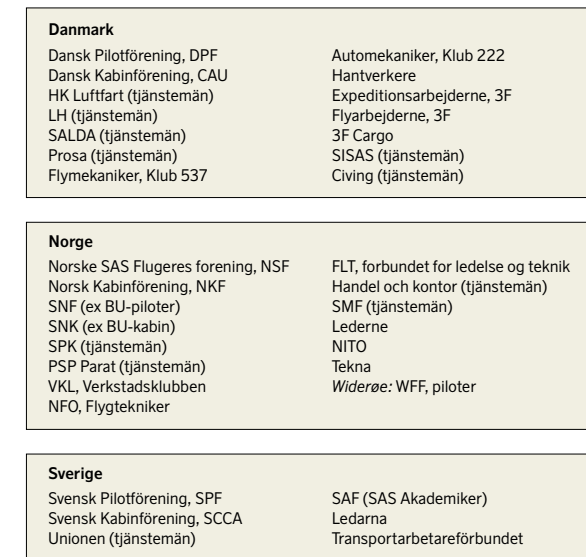 Danmark
Dansk Pilotförening, DPF
Dansk Kabinförening, CAU
HK Luftfart (tjänstemän)
LH (tjänstemän)
SALDA (tjänstemän)
Prosa (tjänstemän)
Flymekaniker, Klub 537
Automekaniker, Klub 222
Hantverkere
Expeditionsarbejderne, 3F
Flyarbejderne, 3F
3F Cargo
SISAS (tjänstemän)
Civing (tjänstemän)
Norge
Norske SAS Flugeres forening, NSF
Norsk Kabinförening, NKF
SNF (ex BU-piloter)
SNK (ex BU-kabin)
SPK (tjänstemän)
PSP Parat (tjänstemän)
VKL, Verkstadsklubben
NFO, Flygtekniker
FLT, forbundet for ledelse og teknik
Handel och kontor (tjänstemän)
SMF (tjänstemän)
Lederne
NITO
Tekna
Widerøe: WFF, piloter
Sverige
Svensk Pilotförening, SPF
Svensk Kabinförening, SCCA
Unionen (tjänstemän)
SAF (SAS Akademiker)
Ledarna
Transportarbetareförbundet